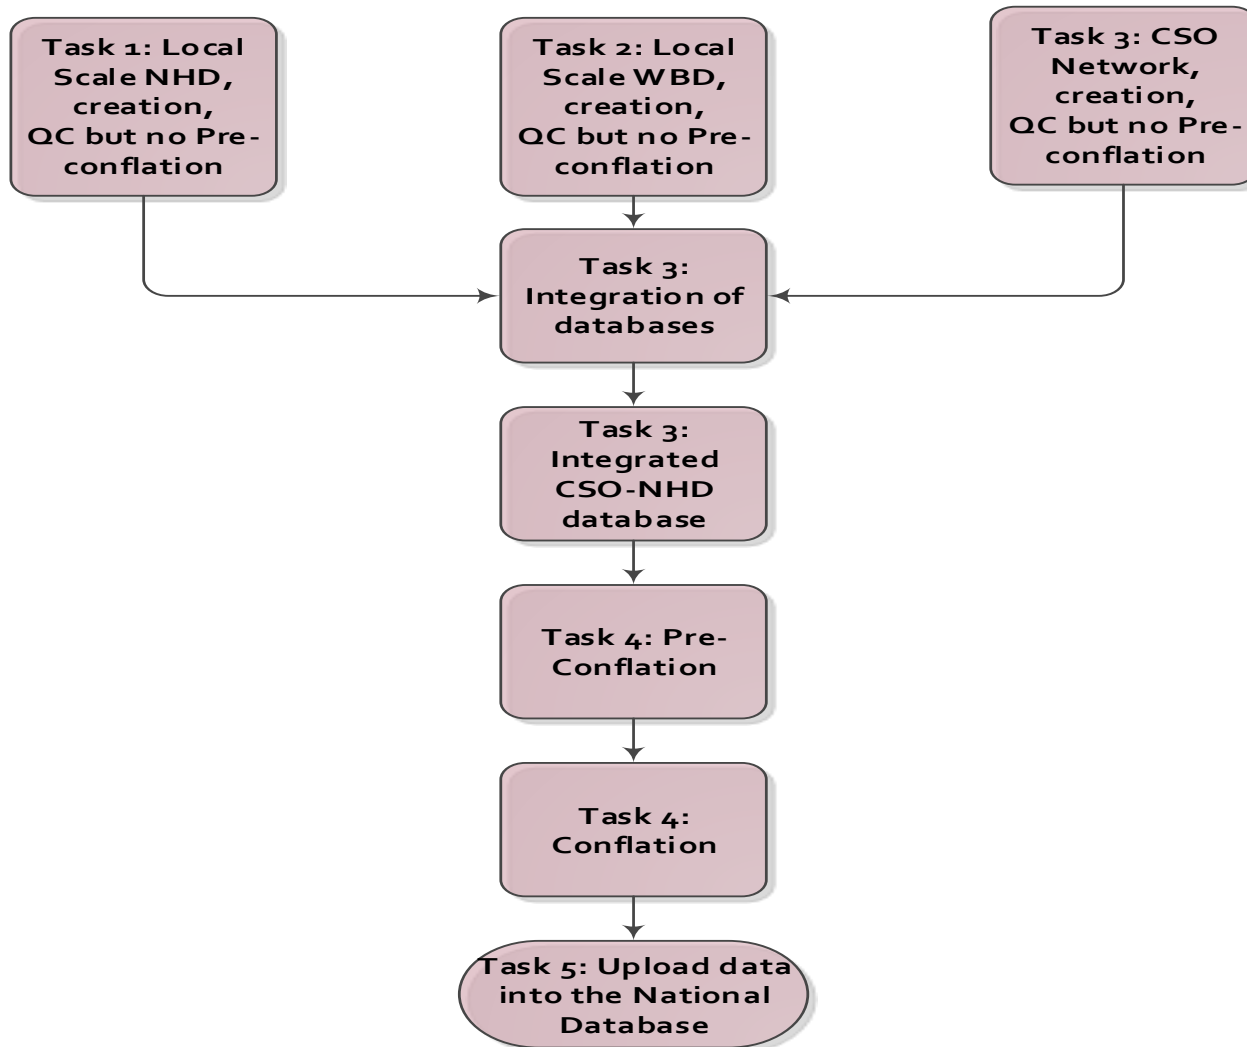 Task 1: Local
Scale NHD,
creation,
QC but no Pre-
conflation
Task 2: Local
Scale WBD,
creation,
QC but no Pre-
conflation
Task 3: CSO
Network,
creation,
QC but no Pre-
conflation
Task 3:
Integration of
databases
Task 3:
Integrated
CSO-NHD
database
Task 4: Pre-
Conflation
Task 4:
Conflation
Task 5: Upload data
into the National
Database